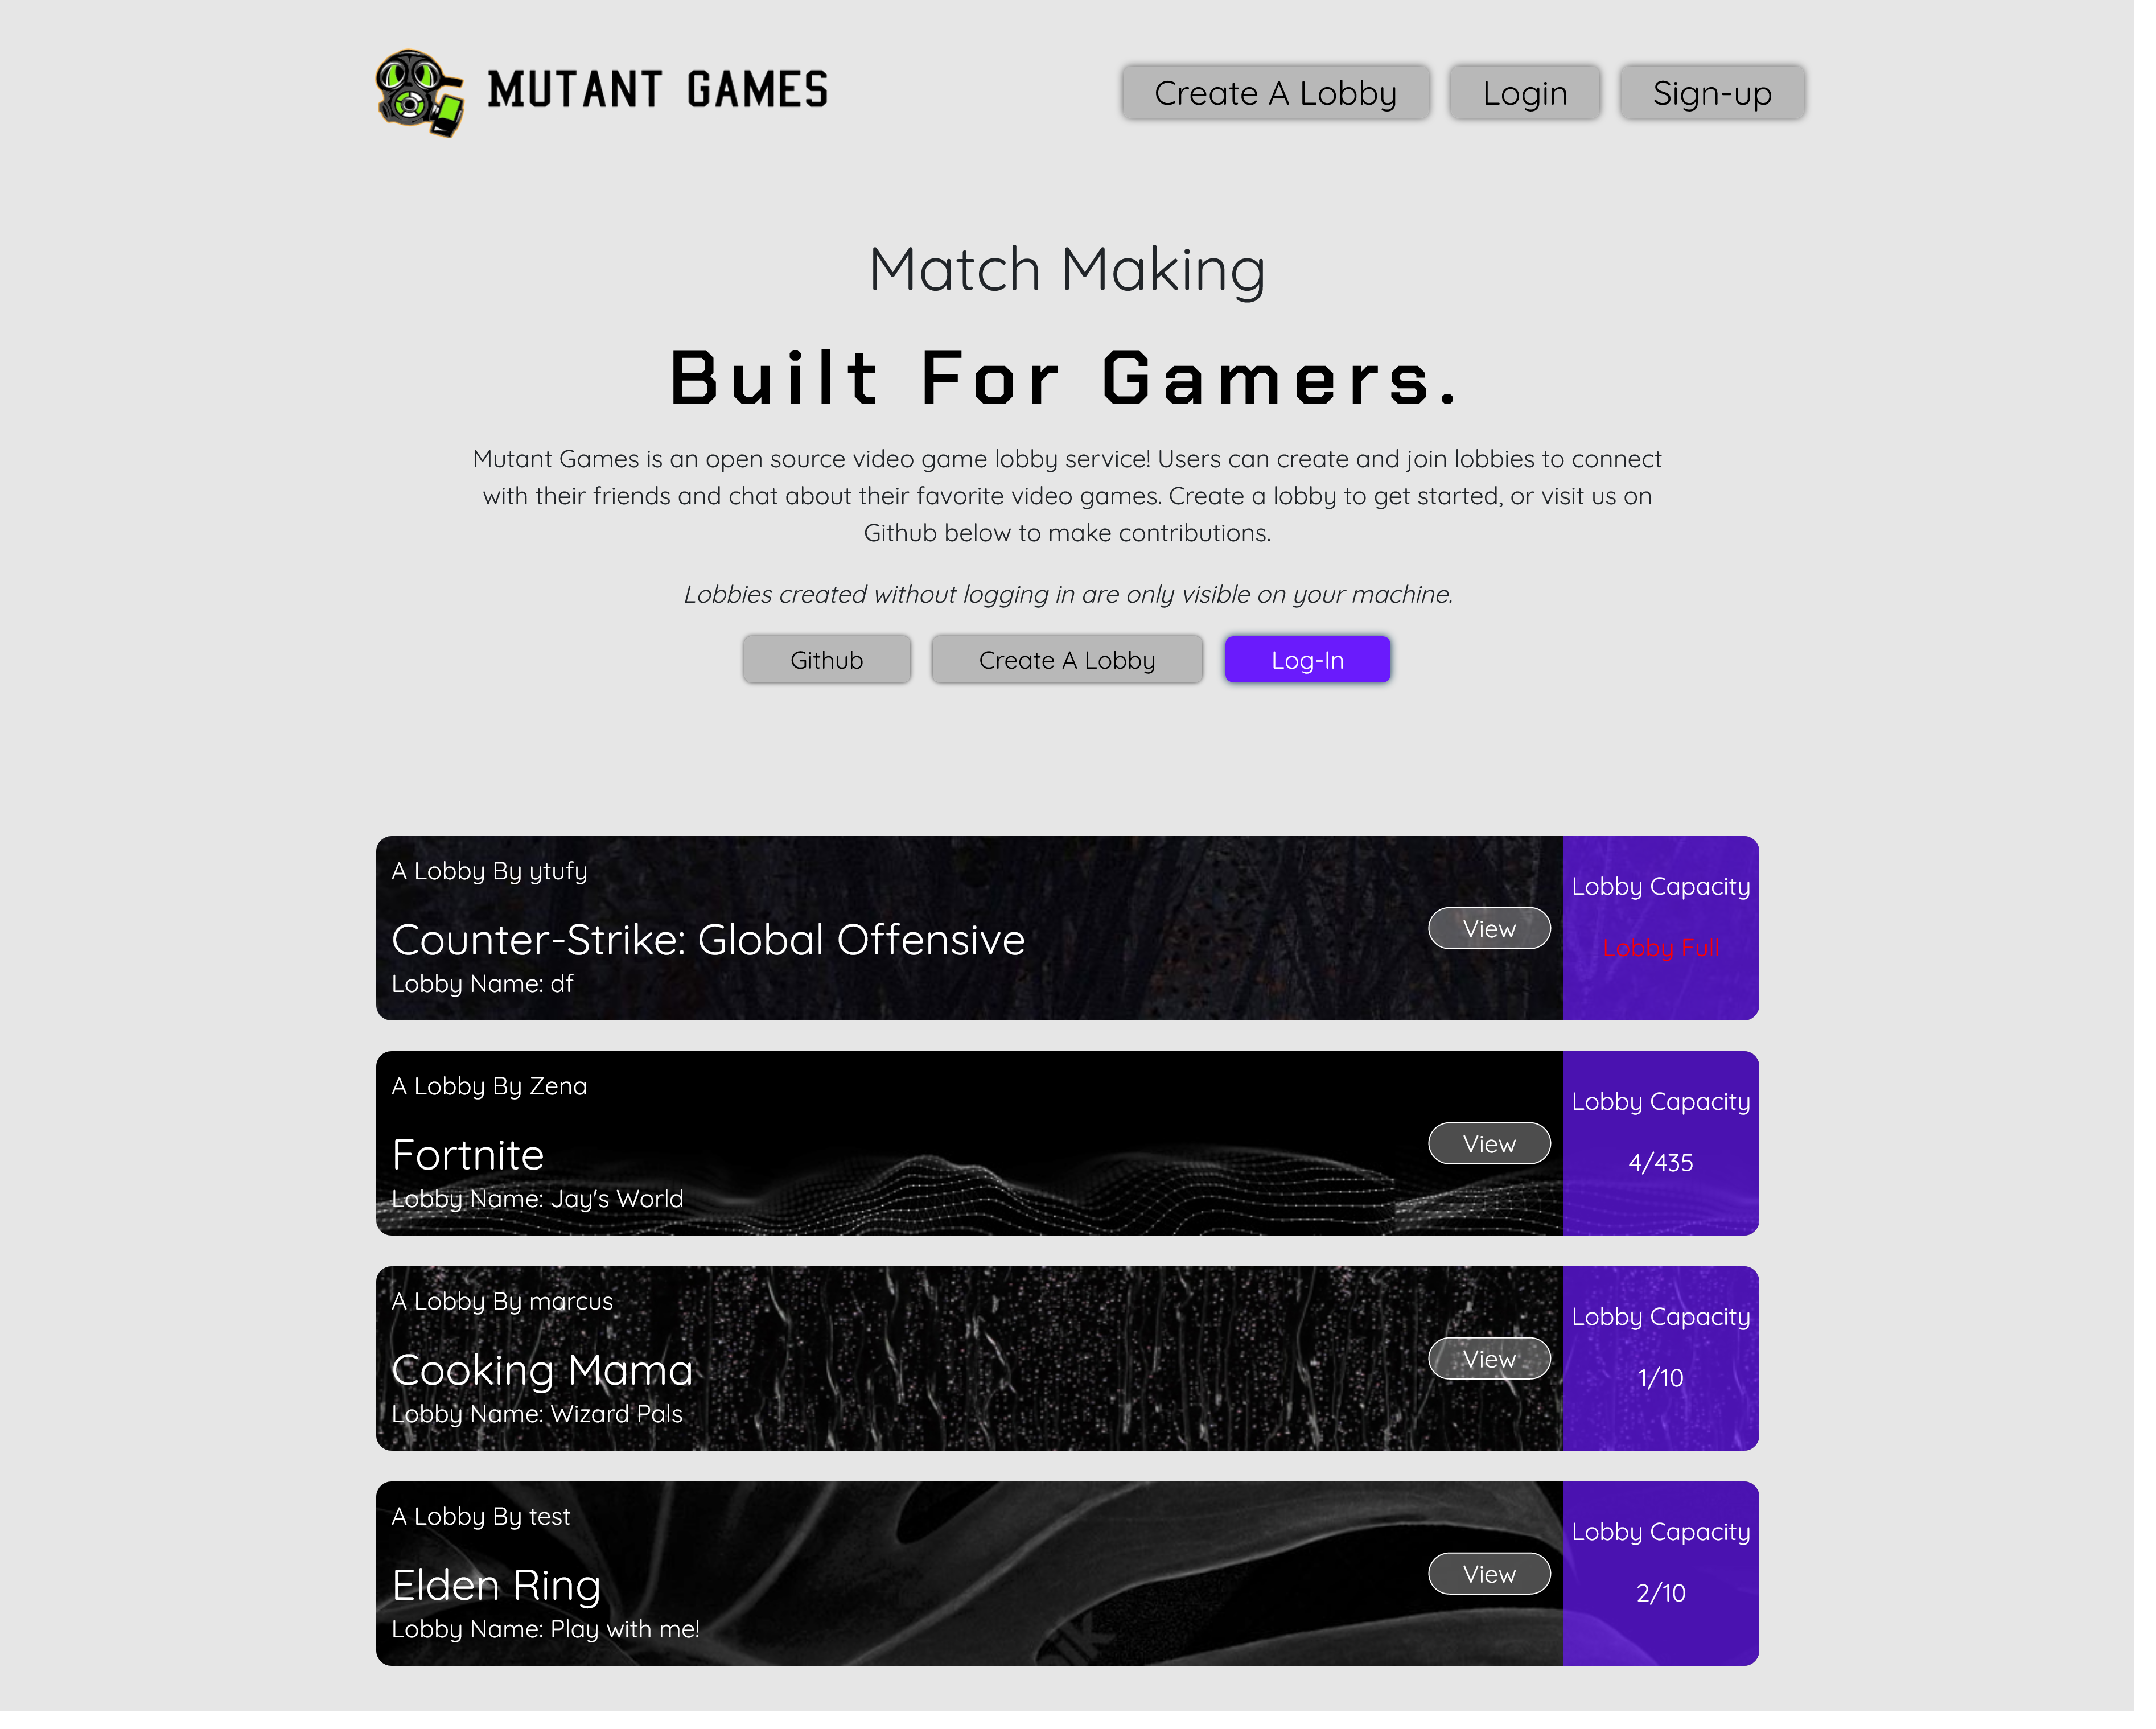 MUTANT GAMES
Create A Lobby
Login
Sign-up
Match Making
Built For Gamers.
Mutant Games is an open source video game lobby service! Users can create and join lobbies to connect
with their friends and chat about their favorite video games. Create a lobby to get started, or visit us on
Github below to make contributions.
Lobbies created without logging in are only visible on your machine.
Github
Create A Lobby
Log-In
A Lobby By ytufy
Counter-Strike: Global Offensive
Lobby Name: df
View
Lobby Capacity
Lobby Full
A Lobby By Zena
Fortnite
Lobby Name: Jay's World
View
Lobby Capacity
4/435
A Lobby By marcus
Cooking Mama
Lobby Name: Wizard Pals
View
Lobby Capacity
1/10
A Lobby By test
Elden Ring
Lobby Name: Play with me!
View
Lobby Capacity
2/10